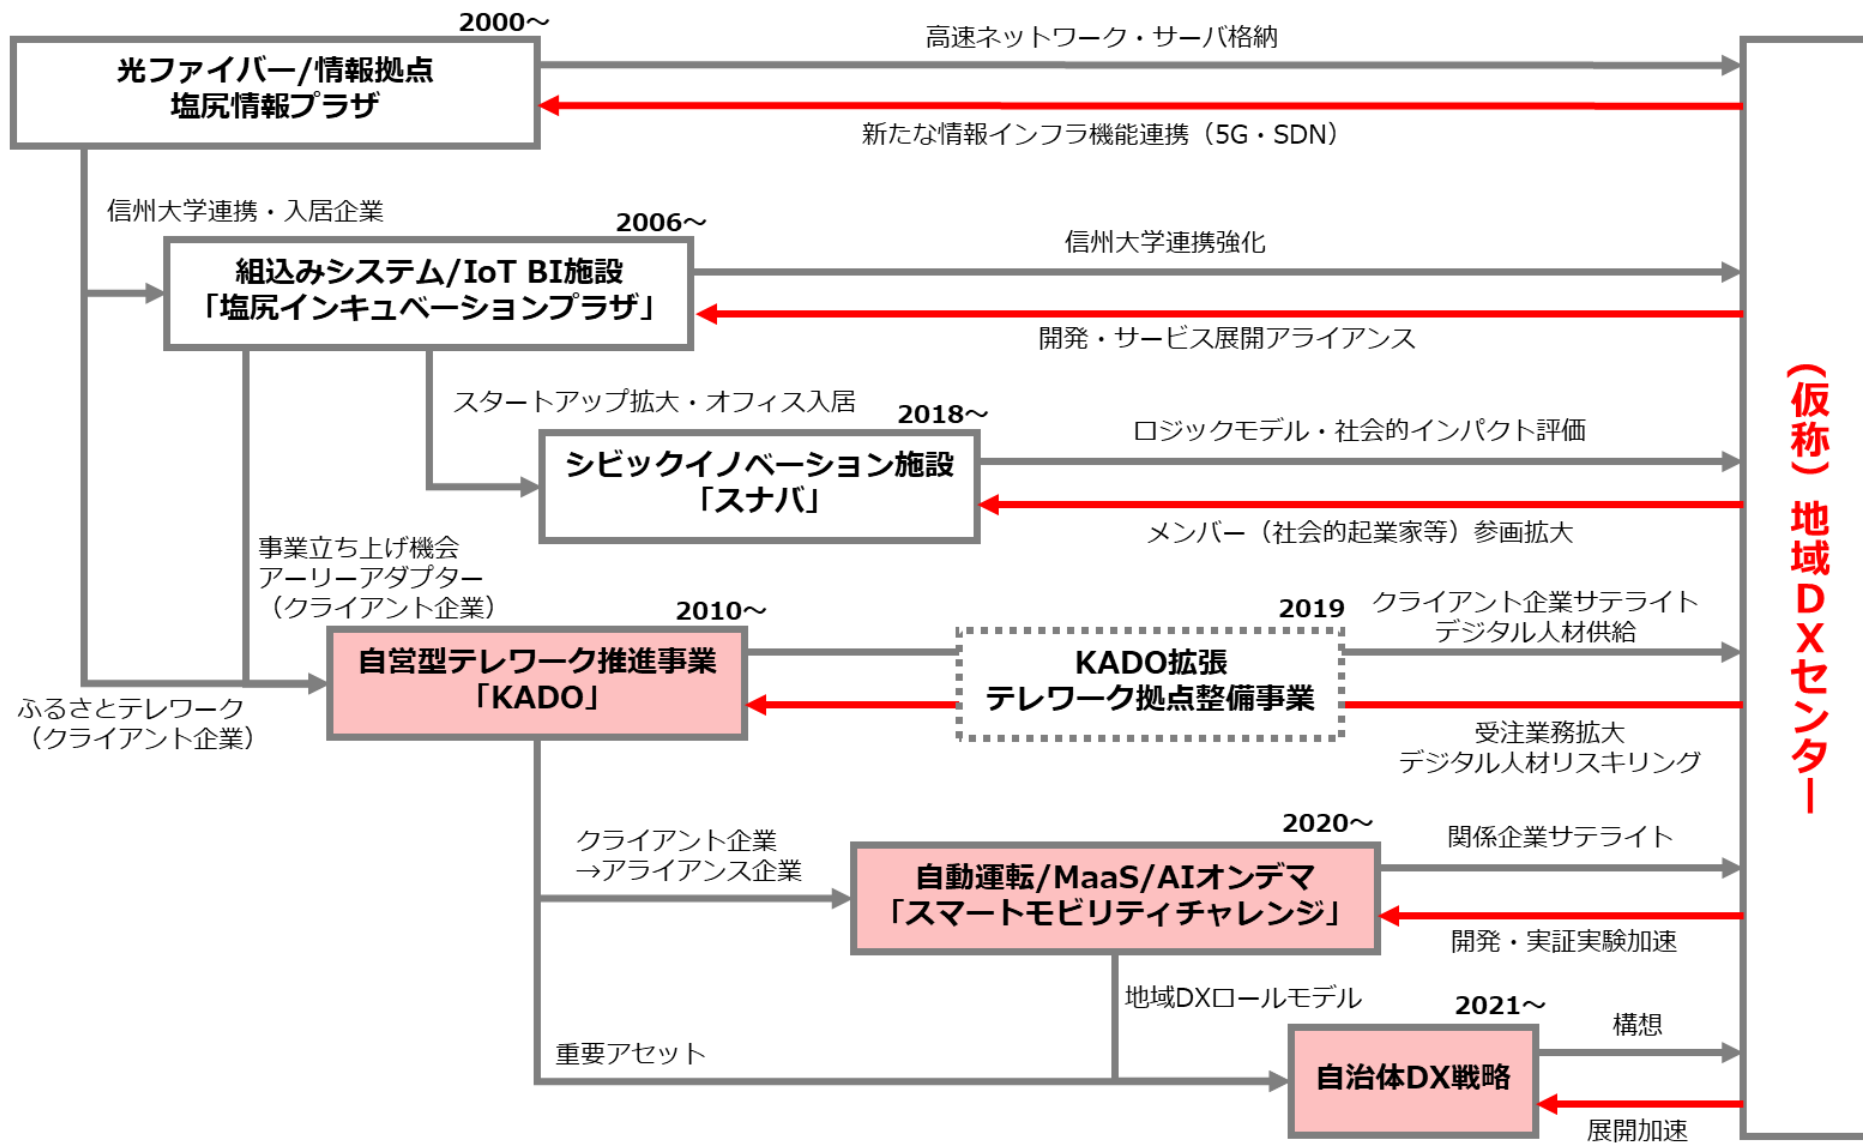 2000～
高速ネットワーク・サーバ格納
光ファイバー/情報拠点
塩尻情報プラザ
新たな情報インフラ機能連携（5G・SDN）
信州大学連携・入居企業
2006～
信州大学連携強化
組込みシステム/IoT BI施設
「塩尻インキュベーションプラザ」
開発・サービス展開アライアンス
スタートアップ拡大・オフィス入居
2018～
ロジックモデル・社会的インパクト評価
シビックイノベーション施設
「スナバ」
メンバー（社会的起業家等）参画拡大
事業立ち上げ機会
アーリーアダプター
（クライアント企業）
2010～
2019
クライアント企業サテライト
デジタル人材供給
自営型テレワーク推進事業
「KADO」
KADO拡張
テレワーク拠点整備事業
ふるさとテレワーク
（クライアント企業）
受注業務拡大
デジタル人材リスキリング
クライアント企業
→アライアンス企業
2020～
関係企業サテライト
自動運転/MaaS/AIオンデマ
「スマートモビリティチャレンジ」
開発・実証実験加速
地域DXロールモデル
2021～
構想
重要アセット
自治体DX戦略
展開加速
（仮称）地域DXセンター